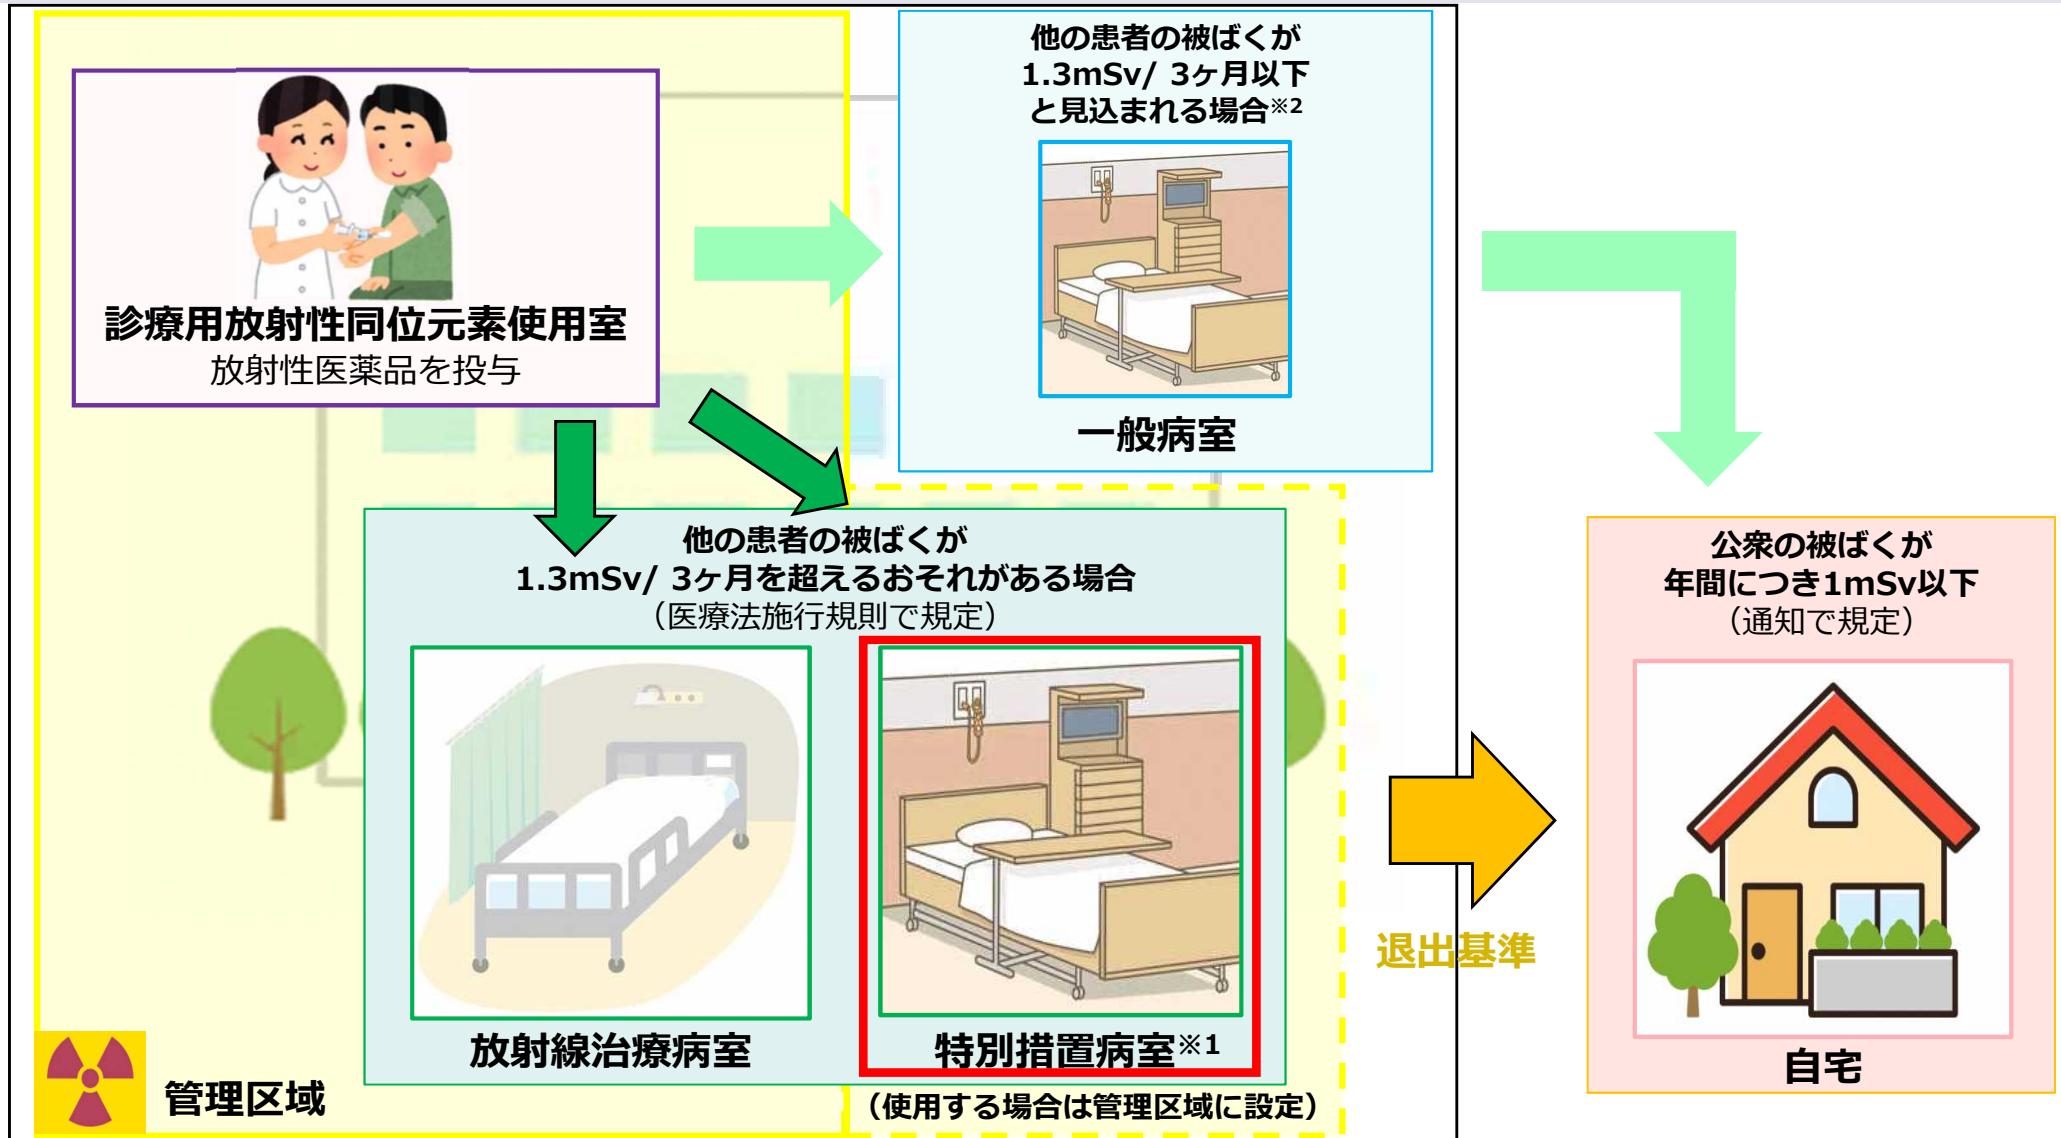 他の患者の被ばくが
1.3mSv/ 3ヶ月以下
と見込まれる場合※2
診療用放射性同位元素使用室
放射性医薬品を投与
一般病室
他の患者の被ばくが
1.3mSv/ 3ヶ月を超えるおそれがある場合
（医療法施行規則で規定）
放射線治療病室
特別措置病室※1
（使用する場合は管理区域に設定）
管理区域
退出基準
公衆の被ばくが
年間につき1mSv以下
（通知で規定）
自宅